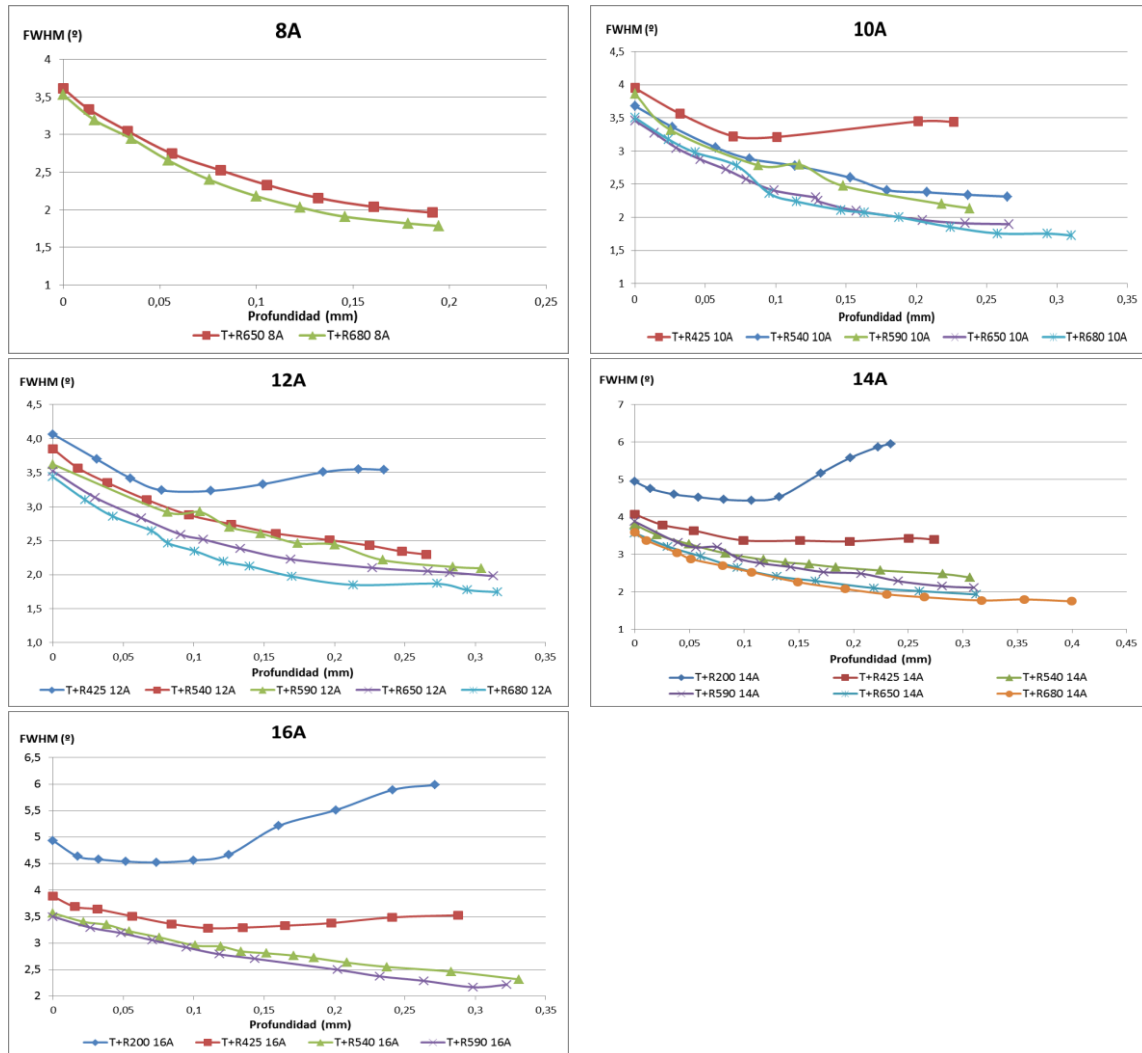 8A
FWHM (º)
4
3,5
3
2,5
2
1,5
1
0
0,05
0,1
0,15
0,2
0,25
Profundidad (mm)
T+R650 8A
T+R680 8A
10A
FWHM (º)
4,5
4
3,5
3
2,5
2
1,5
1
0
0,05
0,1
0,15
0,2
0,25
0,3
0,35
Profundidad (mm)
T+R425 10A
T+R540 10A
T+R590 10A
T+R650 10A
T+R680 10A
12A
FWHM (º)
4,5
4,0
3,5
3,0
2,5
2,0
1,5
1,0
0
0,05
0,1
0,15
0,2
0,25
0,3
0,35
Profundidad (mm)
T+R425 12A
T+R540 12A
T+R590 12A
T+R650 12A
T+R680 12A
14A
FWHM (º)
7
6
5
4
3
2
1
0
0,05
0,10
0,15
0,20
0,25
0,30
0,35
0,40
0,45
Profundidad (mm)
T+R200 14A
T+R425 14A
T+R540 14A
T+R590 14A
T+R650 14A
T+R680 14A
16A
FWHM (º)
6,5
6
5,5
5
4,5
4
3,5
3
2,5
2
0
0,05
0,1
0,15
0,2
0,25
0,3
0,35
Profundidad (mm)
T+R200 16A
T+R425 16A
T+R540 16A
T+R590 16A